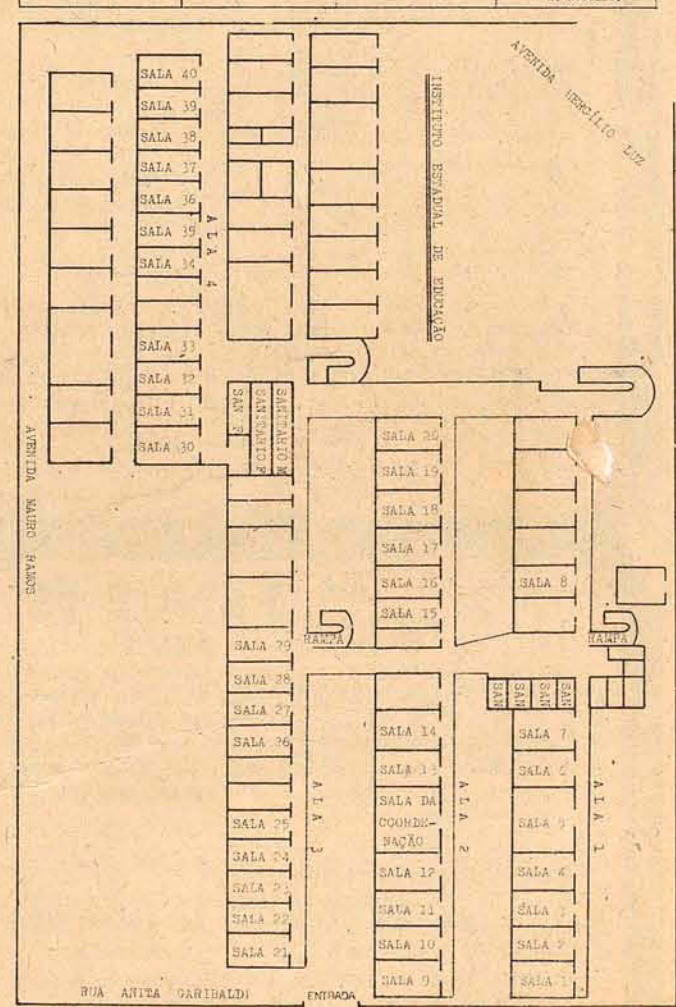 AVENIDA HERCÍLIO LUZ
INSTITUTO ESTADUAL DE EDUCAÇÃO
SALA 40
SALA 39
SALA 38
SALA 37
SALA 36
SALA 35
SALA 34
SALA 33
SALA 32
SALA 31
SALA 30
ALA 4
SAN F
SANITARIO F
SANITARIO M
AVENIDA MAURO RAMOS
SALA 20
SALA 19
SALA 18
SALA 17
SALA 16
SALA 15
SALA 8
RAMPA
RAMPA
SALA 29
SALA 28
SALA 27
SALA 26
SALA 25
SALA 24
SALA 23
SALA 22
SALA 21
ALA 3
SALA 14
SALA 13
SALA DA
COORDE-
NAÇÃO
SALA 12
SALA 11
SALA 10
SALA 9
ALA 2
SAN
SAN
SAN
SAN
SALA 7
SALA 6
SALA 5
SALA 4
SALA 3
SALA 2
SALA 1
ALA 1
RUA ANITA GARIBALDI
ENTRADA